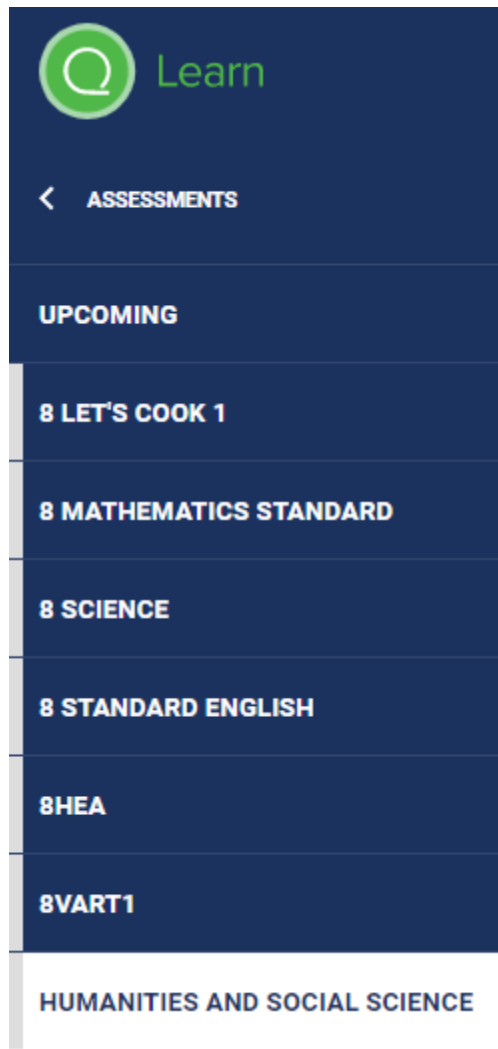 Learn
ASSESSMENTS
UPCOMING
8 LET'S COOK 1
8 MATHEMATICS STANDARD
8 SCIENCE
8 STANDARD ENGLISH
8HEA
8VART1
HUMANITIES AND SOCIAL SCIENCE